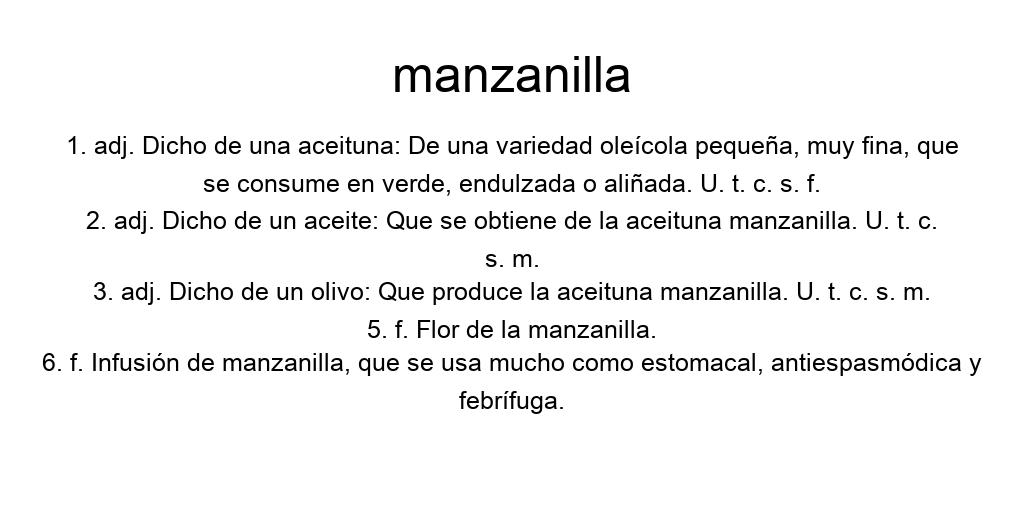 manzanilla
1. adj. Dicho de una aceituna: De una variedad oleícola pequeña, muy fina, que
se consume en verde, endulzada o aliñada. U. t. c. s. f.
2. adj. Dicho de un aceite: Que se obtiene de la aceituna manzanilla. U. t. c.
s. m.
3. adj. Dicho de un olivo: Que produce la aceituna manzanilla. U. t. c. s. m.
5. f. Flor de la manzanilla.
6. f. Infusión de manzanilla, que se usa mucho como estomacal, antiespasmódica y
febrífuga.